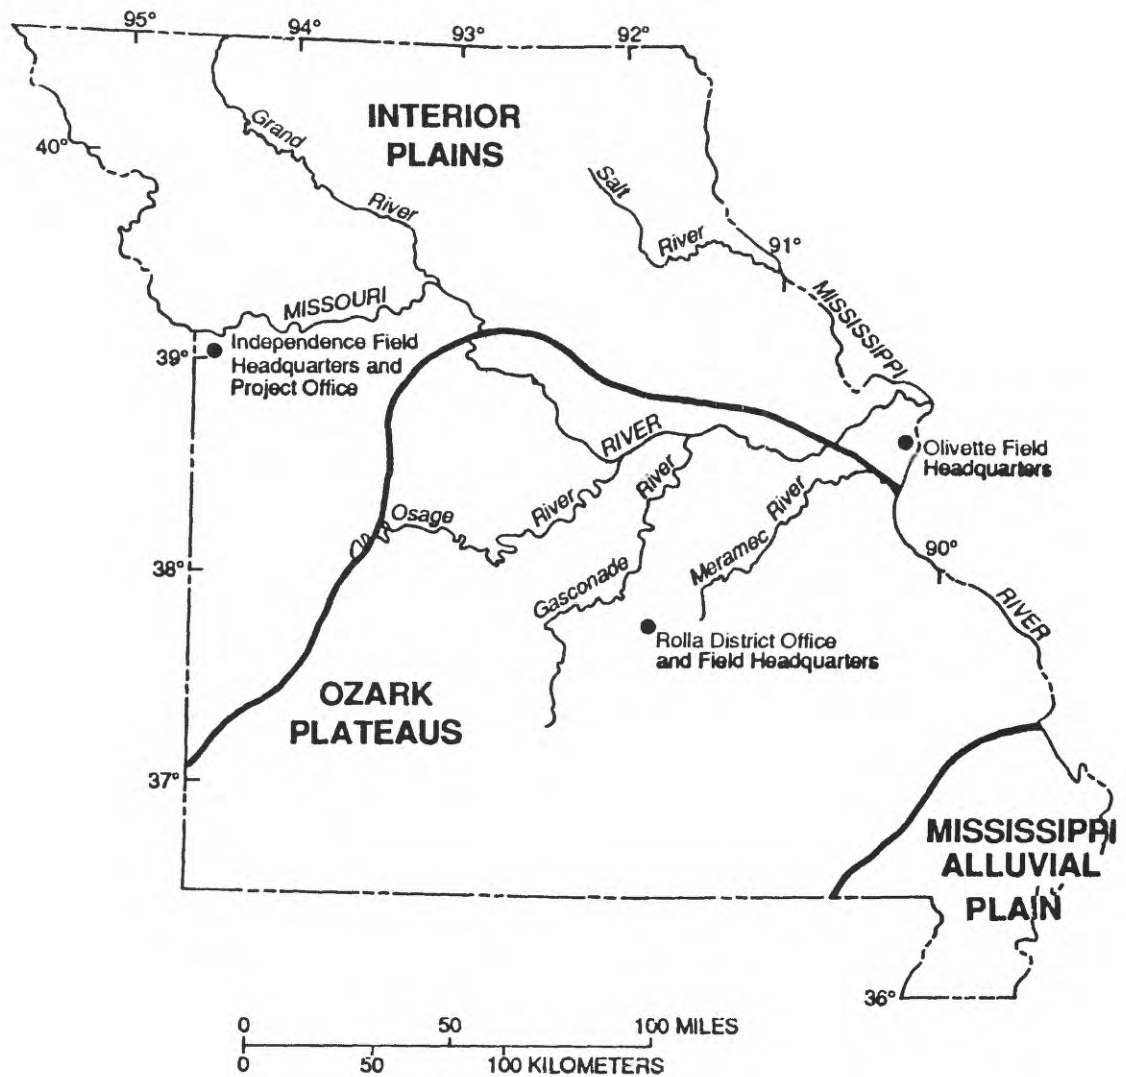 95°
94°
93°
92°
INTERIOR
PLAINS
Grand
River
40°
Salt
River
91°
MISSISSIPPI
MISSOURI
39°
Independence Field
Headquarters and
Project Office
RIVER
Olivette Field
Headquarters
River
River
River
Osage
Meramec
Gasconade
38°
90°
RIVER
Rolla District Office
and Field Headquarters
OZARK
PLATEAUS
37°
MISSISSIPPI
ALLUVIAL
PLAIN
36°
0 50 100 MILES
0 50 100 KILOMETERS